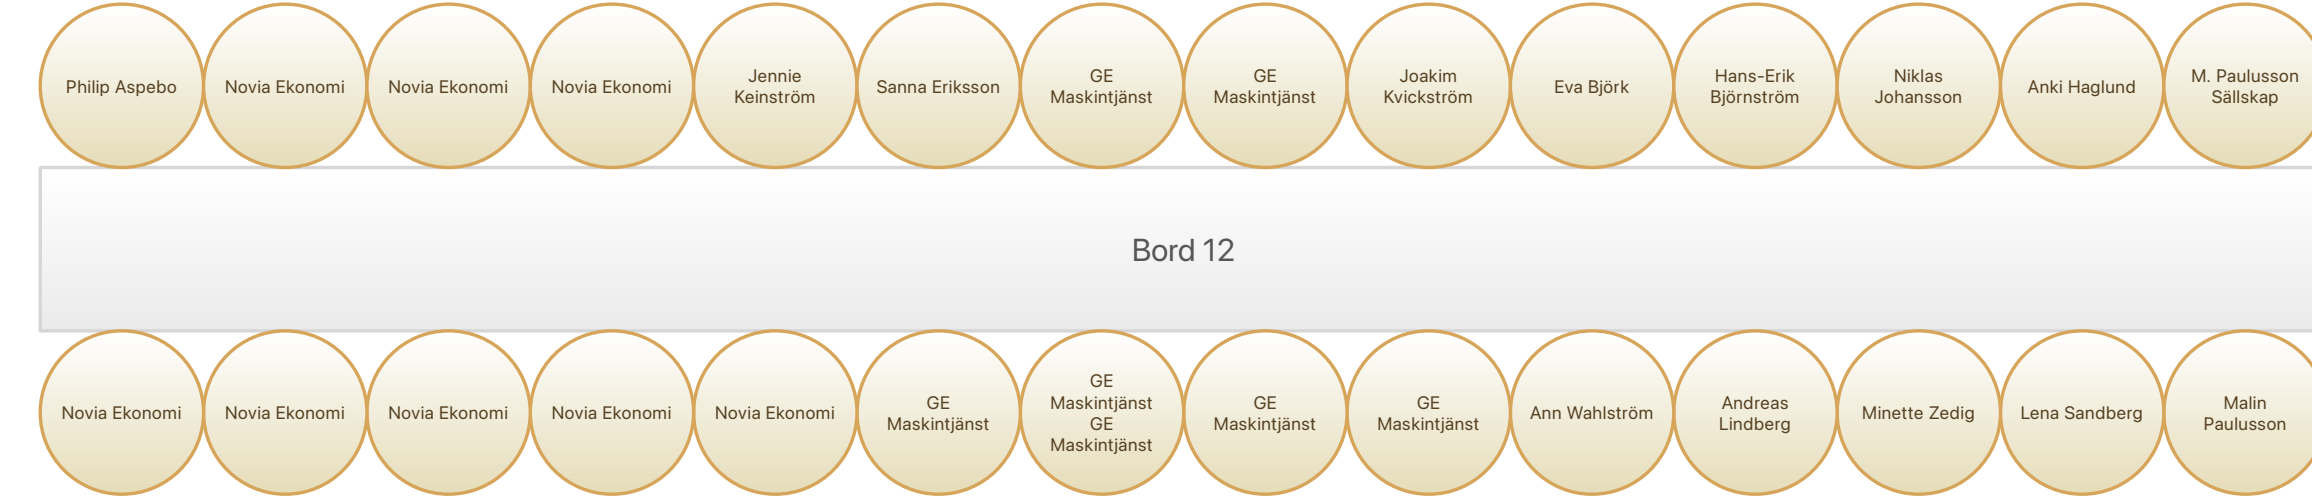 Philip Aspebo
Novia Ekonomi
Novia Ekonomi
Novia Ekonomi
Jennie
Keinström
Sanna Eriksson
GE
Maskintjänst
GE
Maskintjänst
Joakim
Kvickström
Eva Björk
Hans-Erik
Björnström
Niklas
Johansson
Anki Haglund
M. Paulusson
Sällskap
Bord 12
Novia Ekonomi
Novia Ekonomi
Novia Ekonomi
Novia Ekonomi
Novia Ekonomi
GE
Maskintjänst
GE
Maskintjänst
GE
Maskintjänst
GE
Maskintjänst
GE
Maskintjänst
Ann Wahlström
Andreas
Lindberg
Minette Zedig
Lena Sandberg
Malin
Paulusson